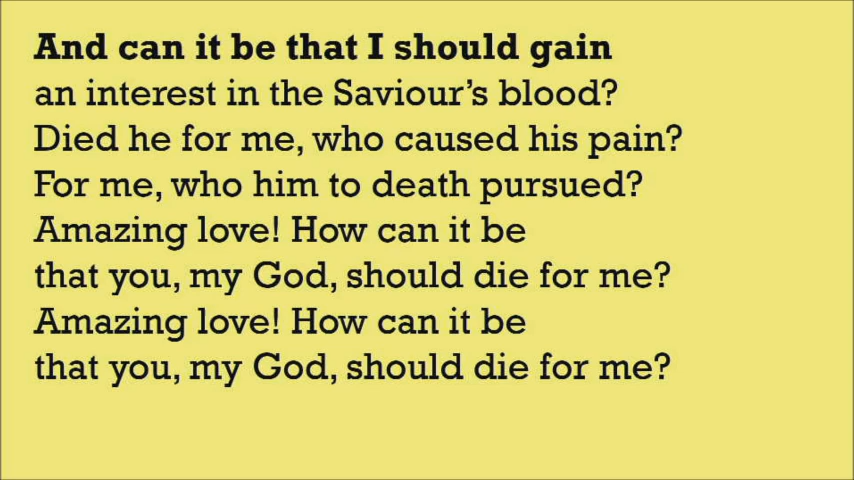 And can it be that I should gain
an interest in the Saviour’s blood?
Died he for me, who caused his pain?
For me, who him to death pursued?
Amazing love! How can it be
that you, my God, should die for me?
Amazing love! How can it be
that you, my God, should die for me?